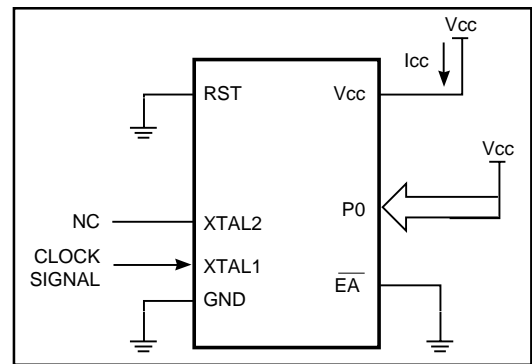 Vcc
Icc
RST
Vcc
Vcc
P0
NC
XTAL2
CLOCK
SIGNAL
XTAL1
GND
EA